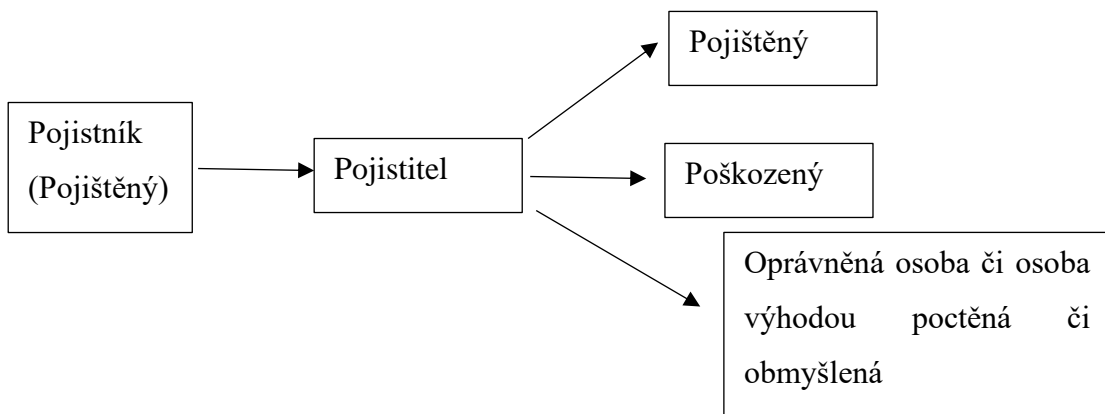 Pojistník
(Pojištěný)
Pojistitel
Pojištěný
Poškozený
Oprávněná osoba či osoba
výhodou poctěná či
obmyšlená